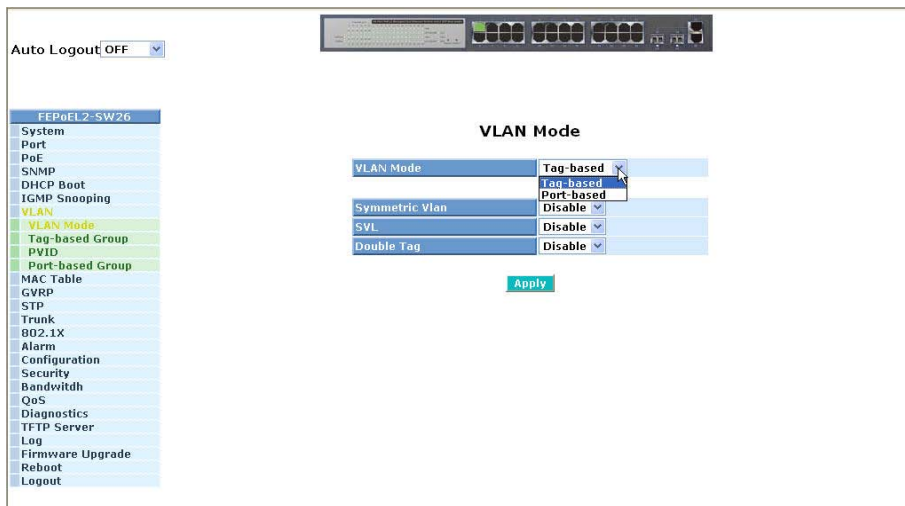 Auto Logout OFF
FEPoEL2-SW26
System
Port
PoE
SNMP
DHCP Boot
IGMP Snooping
VLAN
VLAN Mode
Tag-based Group
PVID
Port-based Group
MAC Table
GVRP
STP
Trunk
802.1X
Alarm
Configuration
Security
Bandwitdh
QoS
Diagnostics
TFTP Server
Log
Firmware Upgrade
Reboot
Logout
VLAN Mode
VLAN Mode Tag-based
Tag-based
Port-based
Symmetric Vlan Disable
SVL Disable
Double Tag Disable
Apply